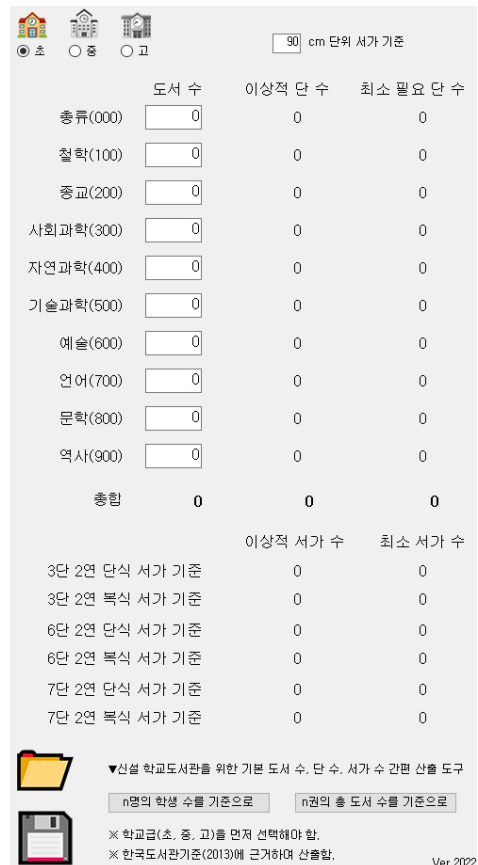 초 중 고
90 cm 단위 서가 기준
도서 수 이상적 단 수 최소 필요 단 수
총류(000) 0 0 0
철학(100) 0 0 0
종교(200) 0 0 0
사회과학(300) 0 0 0
자연과학(400) 0 0 0
기술과학(500) 0 0 0
예술(600) 0 0 0
언어(700) 0 0 0
문학(800) 0 0 0
역사(900) 0 0 0
총합 0 0 0
이상적 서가 수 최소 서가 수
3단 2연 단식 서가 기준 0 0
3단 2연 복식 서가 기준 0 0
6단 2연 단식 서가 기준 0 0
6단 2연 복식 서가 기준 0 0
7단 2연 단식 서가 기준 0 0
7단 2연 복식 서가 기준 0 0
▼신설 학교도서관을 위한 기본 도서 수, 단 수, 서가 수 간편 산출 도구
n명의 학생 수를 기준으로 n권의 총 도서 수를 기준으로
※ 학교급(초, 중, 고)을 먼저 선택해야 함.
※ 한국도서관기준(2013)에 근거하여 산출함.
Ver 2022